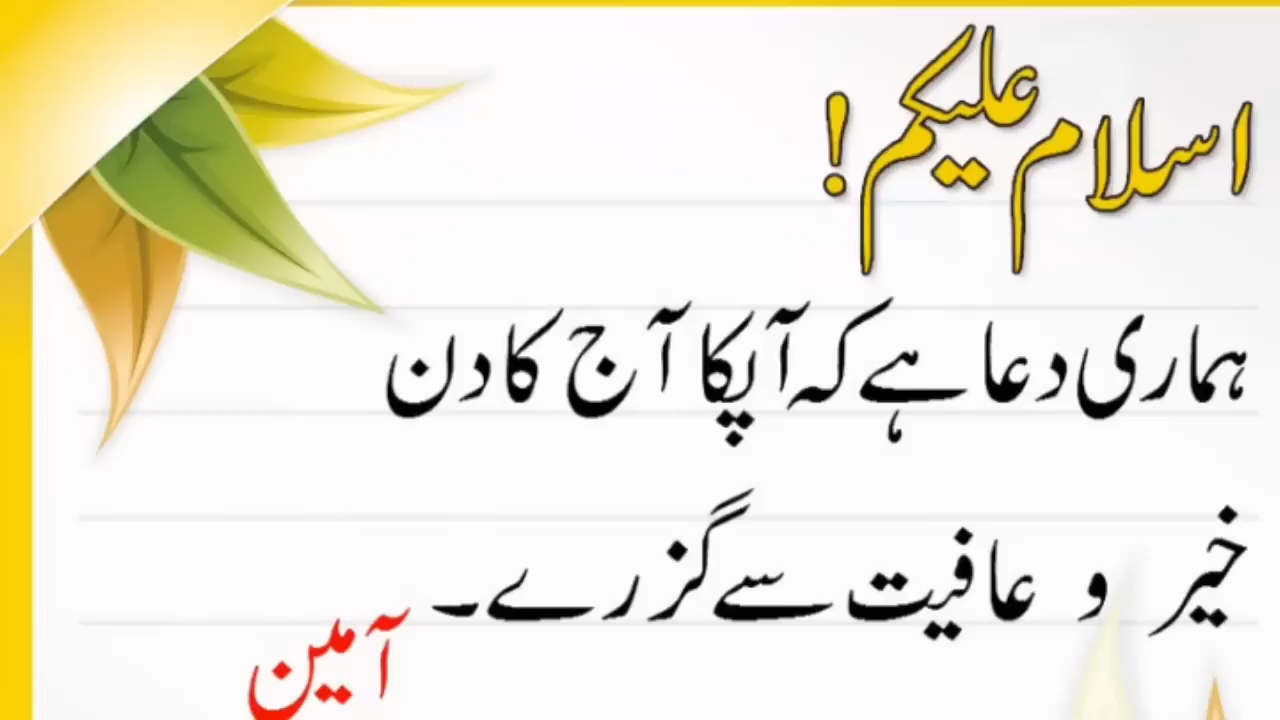 اسلام علیکم!
ہماری دعا ہے کہ آپکا آج کا دن
خیر و عافیت سے گزرے۔
آمین